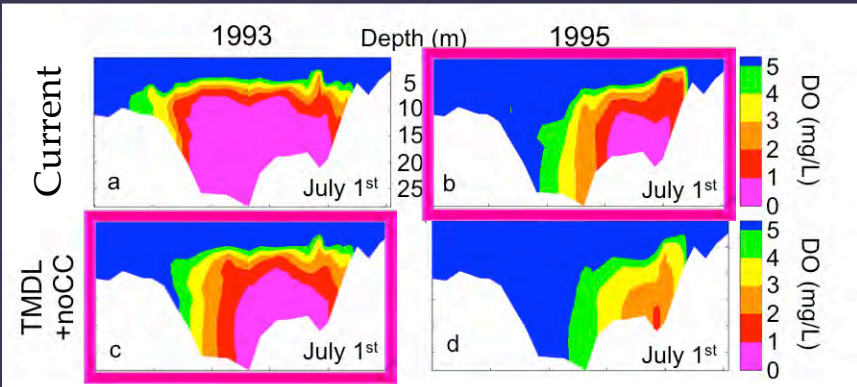 1993 Depth (m) 1995
Current
a
July 1st
5
10
15
20
25
b
July 1st
5
4
3
2
1
0
DO (mg/L)
TMDL
+noCC
c
July 1st
d
July 1st
5
4
3
2
1
0
DO (mg/L)